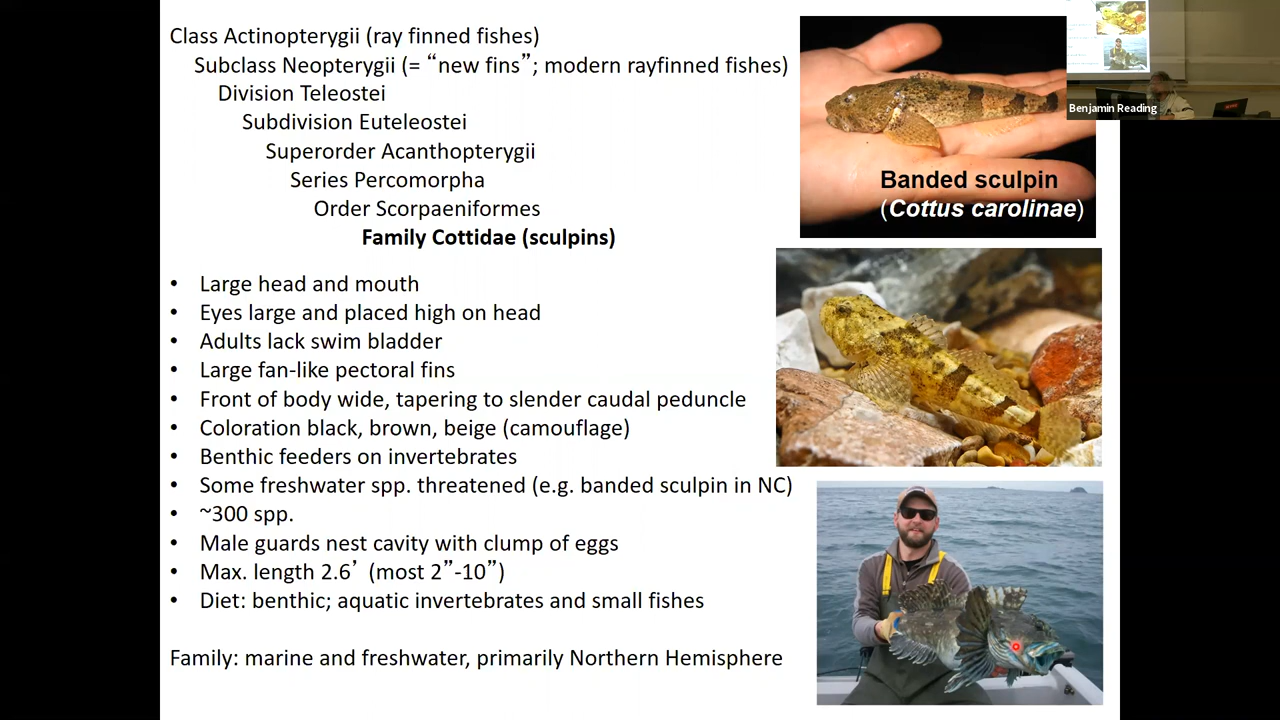 Class Actinopterygii (ray finned fishes)
Subclass Neopterygii (= “new fins”; modern rayfinned fishes)
Division Teleostei
Subdivision Euteleostei
Superorder Acanthopterygii
Series Percomorpha
Order Scorpaeniformes
Family Cottidae (sculpins)
• Large head and mouth
• Eyes large and placed high on head
• Adults lack swim bladder
• Large fan-like pectoral fins
• Front of body wide, tapering to slender caudal peduncle
• Coloration black, brown, beige (camouflage)
• Benthic feeders on invertebrates
• Some freshwater spp. threatened (e.g. banded sculpin in NC)
• ~300 spp.
• Male guards nest cavity with clump of eggs
• Max. length 2.6’ (most 2”-10”)
• Diet: benthic; aquatic invertebrates and small fishes
Family: marine and freshwater, primarily Northern Hemisphere
Banded sculpin
(Cottus carolinae)
Benjamin Reading